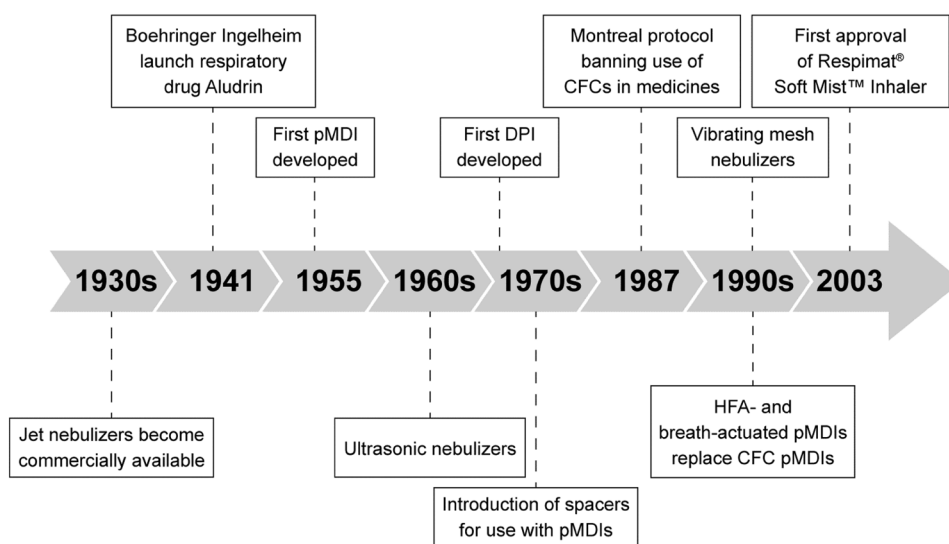 Boehringer Ingelheim
launch respiratory
drug Aludrin
Montreal protocol
banning use of
CFCs in medicines
First approval
of Respimat®
Soft Mist™ Inhaler
First pMDI
developed
First DPI
developed
Vibrating mesh
nebulizers
1930s 1941 1955 1960s 1970s 1987 1990s 2003
Jet nebulizers become
commercially available
Ultrasonic nebulizers
HFA- and
breath-actuated pMDIs
replace CFC pMDIs
Introduction of spacers
for use with pMDIs